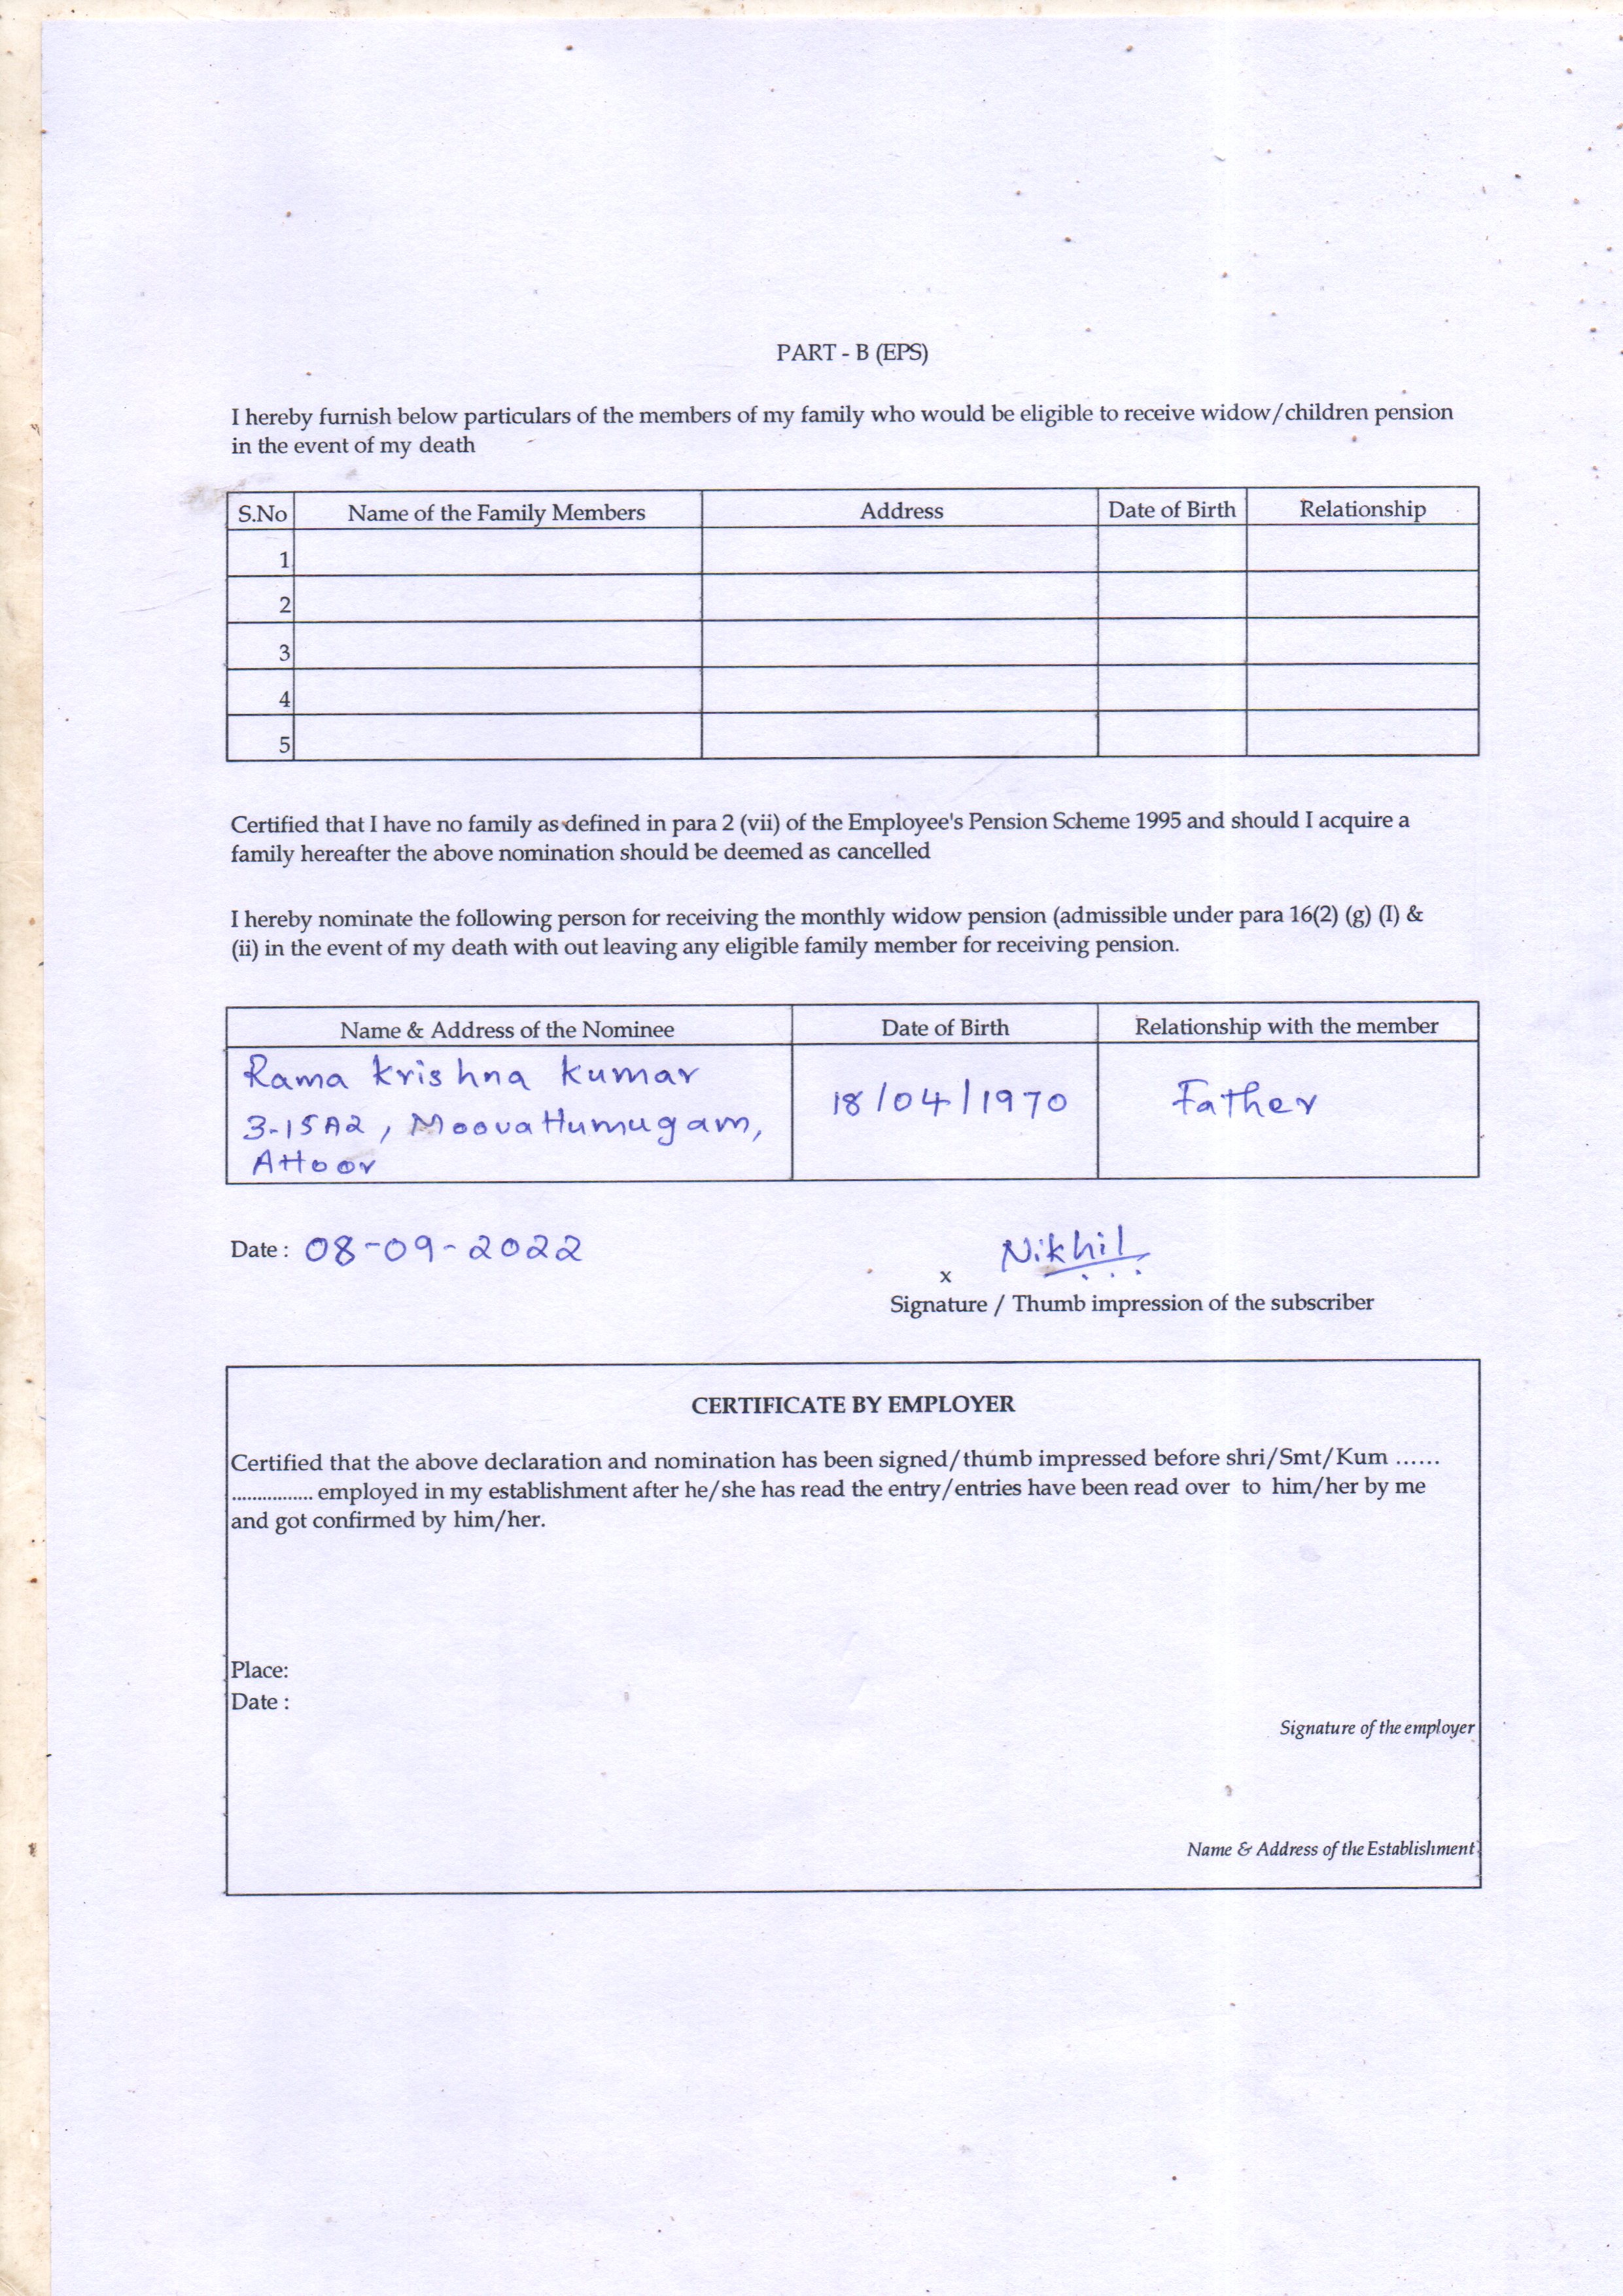 PART - B (EPS)
I hereby furnish below particulars of the members of my family who would be eligible to receive widow/children pension
in the event of my death
S.No Name of the Family Members Address Date of Birth Relationship
1
2
3
4
5
Certified that I have no family as defined in para 2 (vii) of the Employee's Pension Scheme 1995 and should I acquire a
family hereafter the above nomination should be deemed as cancelled
I hereby nominate the following person for receiving the monthly widow pension (admissible under para 16(2) (g) (I) &
(ii) in the event of my death with out leaving any eligible family member for receiving pension.
Name & Address of the Nominee Date of Birth Relationship with the member
Rama krishna kumar
3-15A2, Moovattumugam, 18/04/1970 Father
Attoor
Date : 08-09-2022 Nikhil
x
Signature / Thumb impression of the subscriber
CERTIFICATE BY EMPLOYER
Certified that the above declaration and nomination has been signed/thumb impressed before shri/Smt/Kum ......
................ employed in my establishment after he/she has read the entry/entries have been read over to him/her by me
and got confirmed by him/her.
Place:
Date :
Signature of the employer
Name & Address of the Establishment